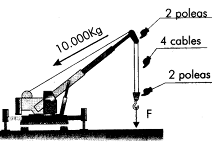 2 poleas
10.000Kg
4 cables
2 poleas
F